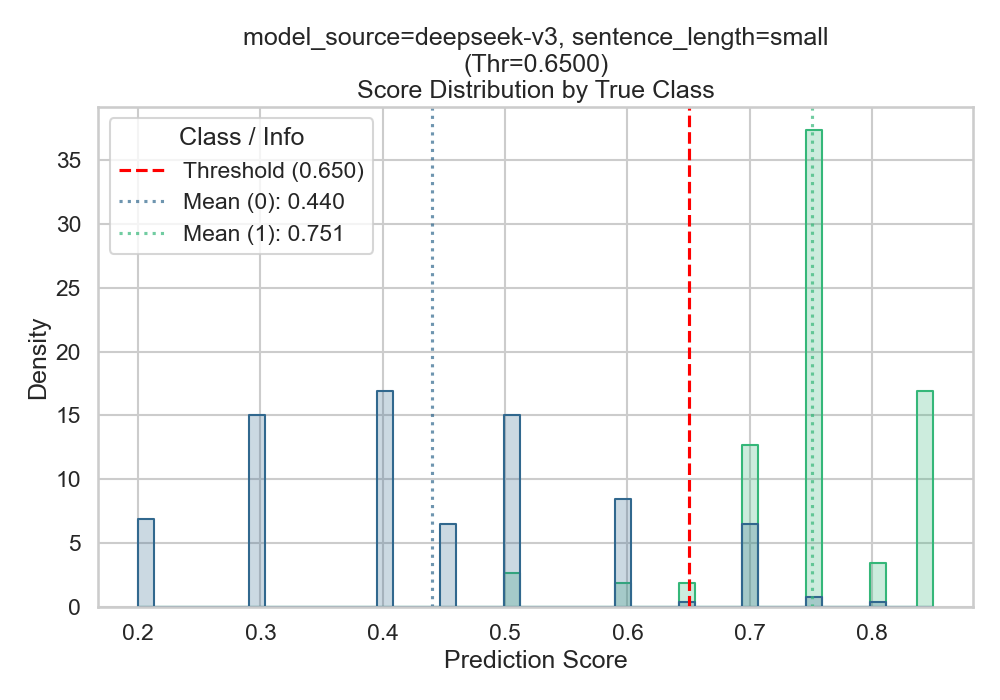 model_source=deepseek-v3, sentence_length=small
(Thr=0.6500)
Score Distribution by True Class
Class / Info
Threshold (0.650)
Mean (0): 0.440
Mean (1): 0.751
Density
35
30
25
20
15
10
5
0
0.2 0.3 0.4 0.5 0.6 0.7 0.8
Prediction Score